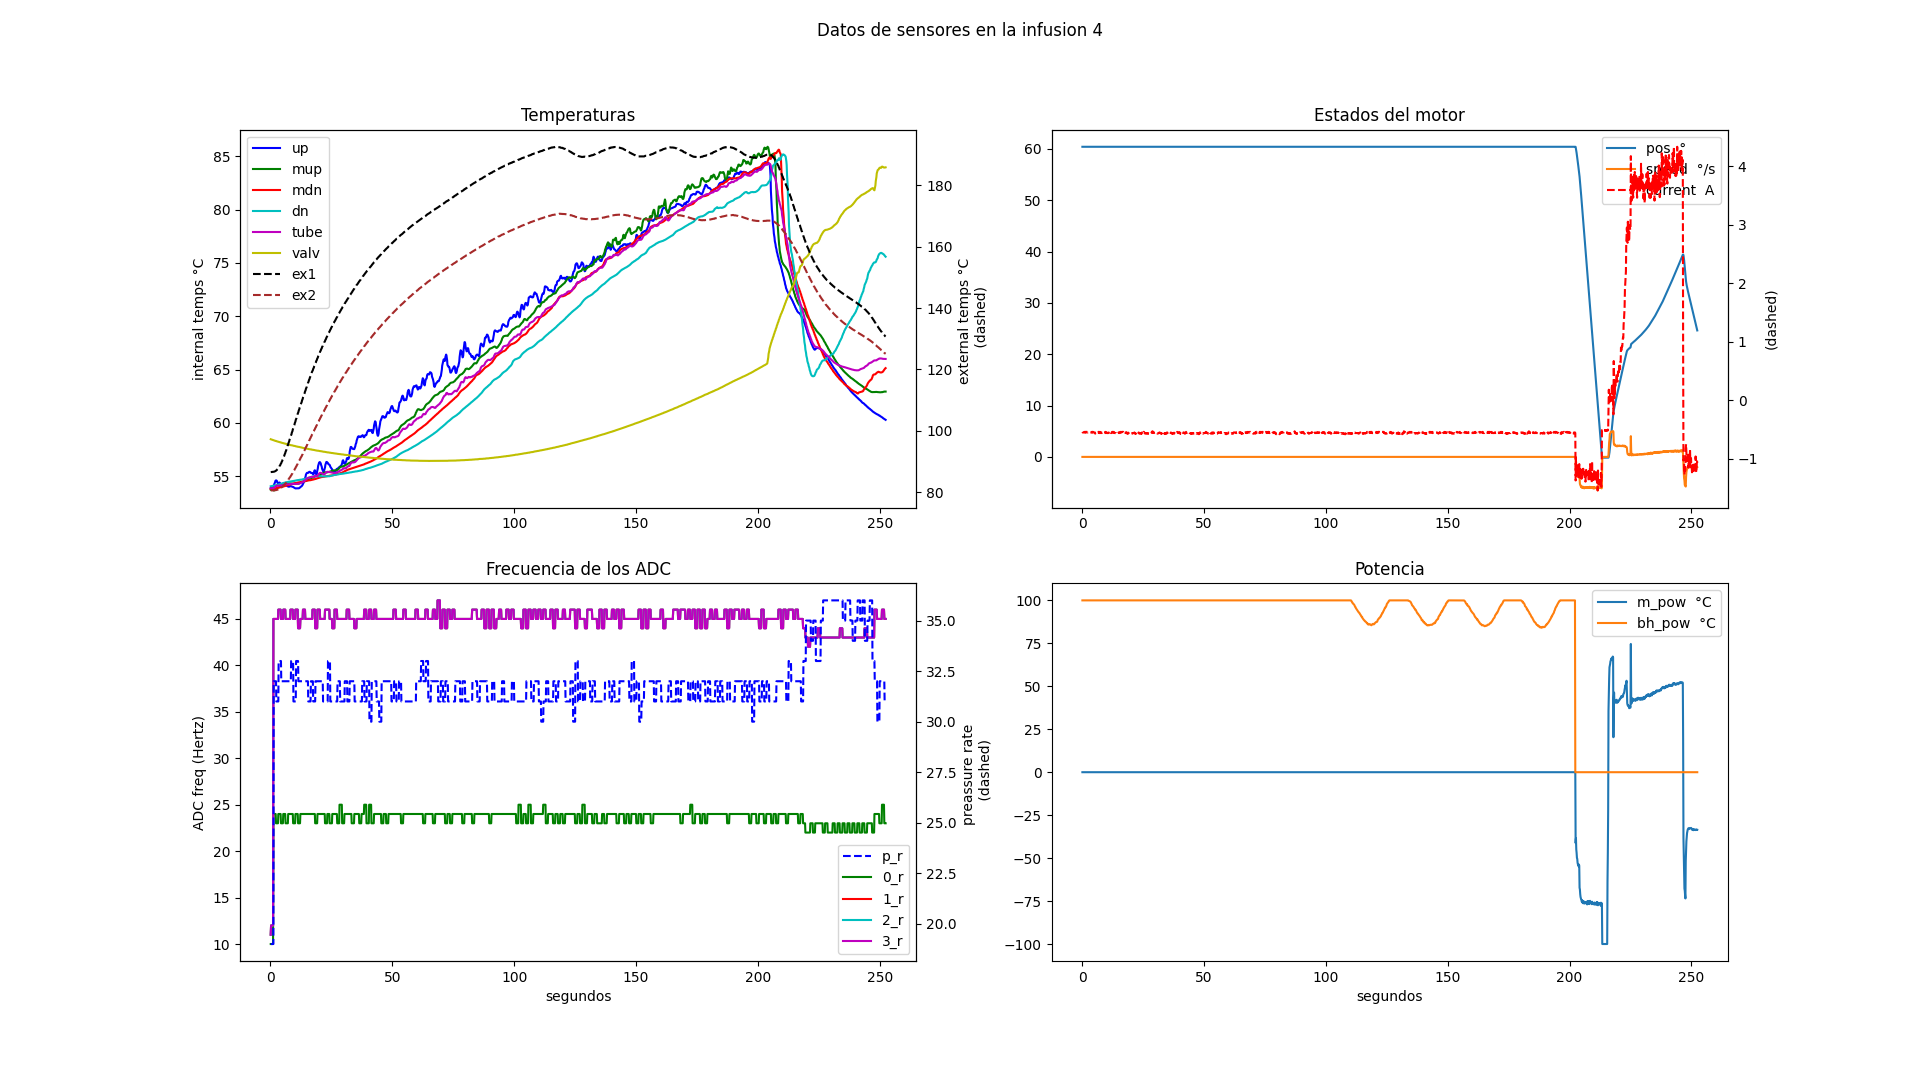 Datos de sensores en la infusion 4
Temperaturas
internal temps °C
85
80
75
70
65
60
55
up
mup
mdn
dn
tube
valv
ex1
ex2
180
160
140
120
100
80
external temps °C
(dashed)
0 50 100 150 200 250
Estados del motor
60
50
40
30
20
10
0
pos °
speed °/s
current A
4
3
2
1
0
−1
(dashed)
0 50 100 150 200 250
Frecuencia de los ADC
ADC freq (Hertz)
45
40
35
30
25
20
15
10
p_r
0_r
1_r
2_r
3_r
35.0
32.5
30.0
27.5
25.0
22.5
20.0
preassure rate
(dashed)
0 50 100 150 200 250
segundos
Potencia
100
75
50
25
0
−25
−50
−75
−100
m_pow °C
bh_pow °C
0 50 100 150 200 250
segundos